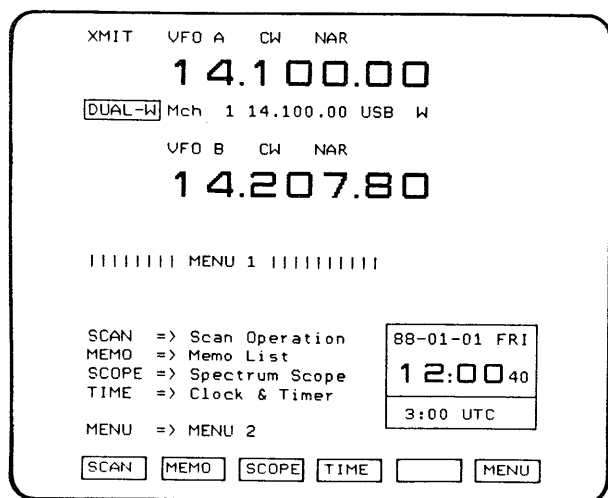 XMIT VFO A CW NAR
14.100.00
DUAL-W Mch 1 14.100.00 USB W
VFO B CW NAR
14.207.80
|||||||| MENU 1 ||||||||||
SCAN => Scan Operation
MEMO => Memo List
SCOPE => Spectrum Scope
TIME => Clock & Timer
MENU => MENU 2
88-01-01 FRI
12:00 40
3:00 UTC
SCAN MEMO SCOPE TIME MENU